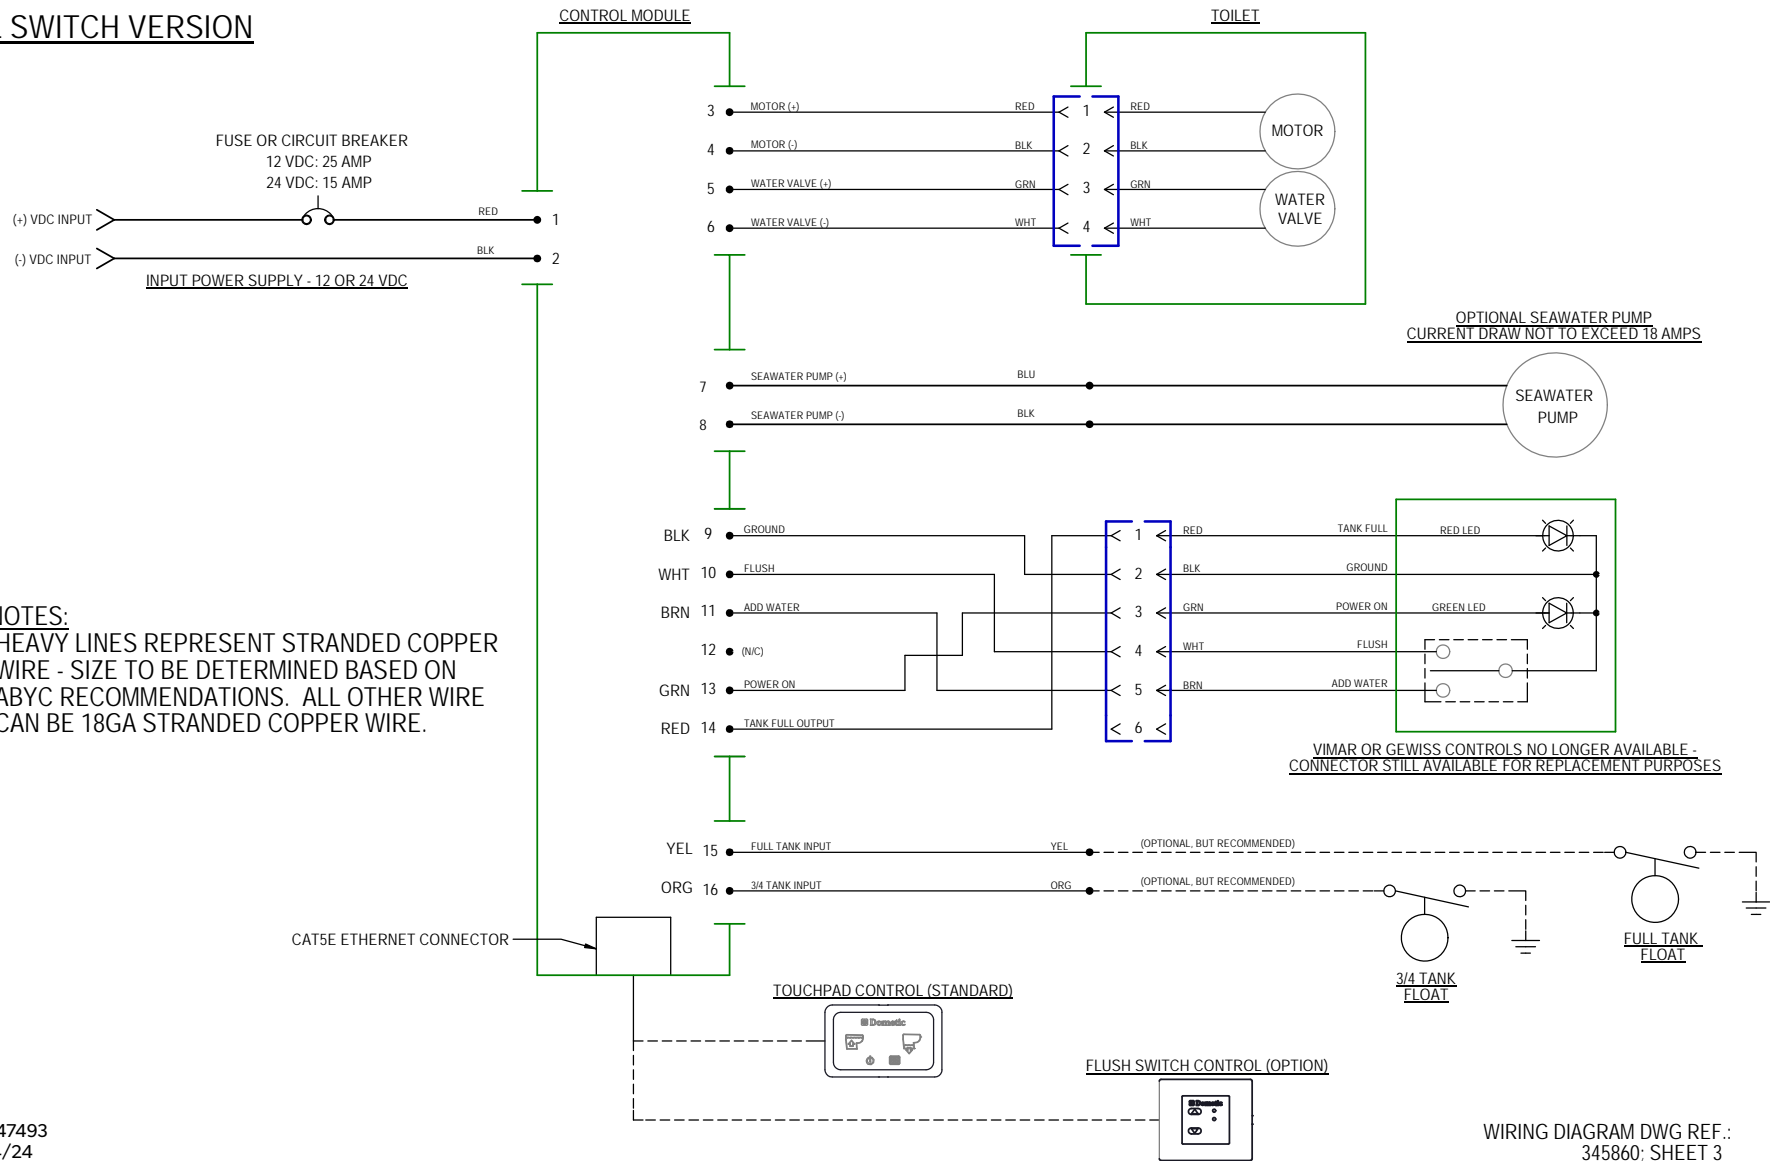 SWITCH VERSION
CONTROL MODULE
TOILET
FUSE OR CIRCUIT BREAKER
12 VDC: 25 AMP
24 VDC: 15 AMP
(+) VDC INPUT
RED
1
(-) VDC INPUT
BLK
2
INPUT POWER SUPPLY - 12 OR 24 VDC
3 MOTOR (+) RED 1 RED
4 MOTOR (-) BLK 2 BLK
5 WATER VALVE (+) GRN 3 GRN
6 WATER VALVE (-) WHT 4 WHT
MOTOR
WATER
VALVE
OPTIONAL SEAWATER PUMP
CURRENT DRAW NOT TO EXCEED 18 AMPS
7 SEAWATER PUMP (+) BLU
8 SEAWATER PUMP (-) BLK
SEAWATER
PUMP
BLK 9 GROUND 1 RED TANK FULL RED LED
WHT 10 FLUSH 2 BLK GROUND
BRN 11 ADD WATER 3 GRN POWER ON GREEN LED
12 (N/C) 4 WHT FLUSH
GRN 13 POWER ON 5 BRN ADD WATER
RED 14 TANK FULL OUTPUT 6
NOTES:
HEAVY LINES REPRESENT STRANDED COPPER
WIRE - SIZE TO BE DETERMINED BASED ON
ABYC RECOMMENDATIONS. ALL OTHER WIRE
CAN BE 18GA STRANDED COPPER WIRE.
VIMAR OR GEWISS CONTROLS NO LONGER AVAILABLE -
CONNECTOR STILL AVAILABLE FOR REPLACEMENT PURPOSES
YEL 15 FULL TANK INPUT YEL (OPTIONAL, BUT RECOMMENDED)
ORG 16 3/4 TANK INPUT ORG (OPTIONAL, BUT RECOMMENDED)
FULL TANK
FLOAT
3/4 TANK
FLOAT
CAT5E ETHERNET CONNECTOR
TOUCHPAD CONTROL (STANDARD)
Dometic
FLUSH SWITCH CONTROL (OPTION)
Dometic
47493
/24
WIRING DIAGRAM DWG REF.:
345860; SHEET 3